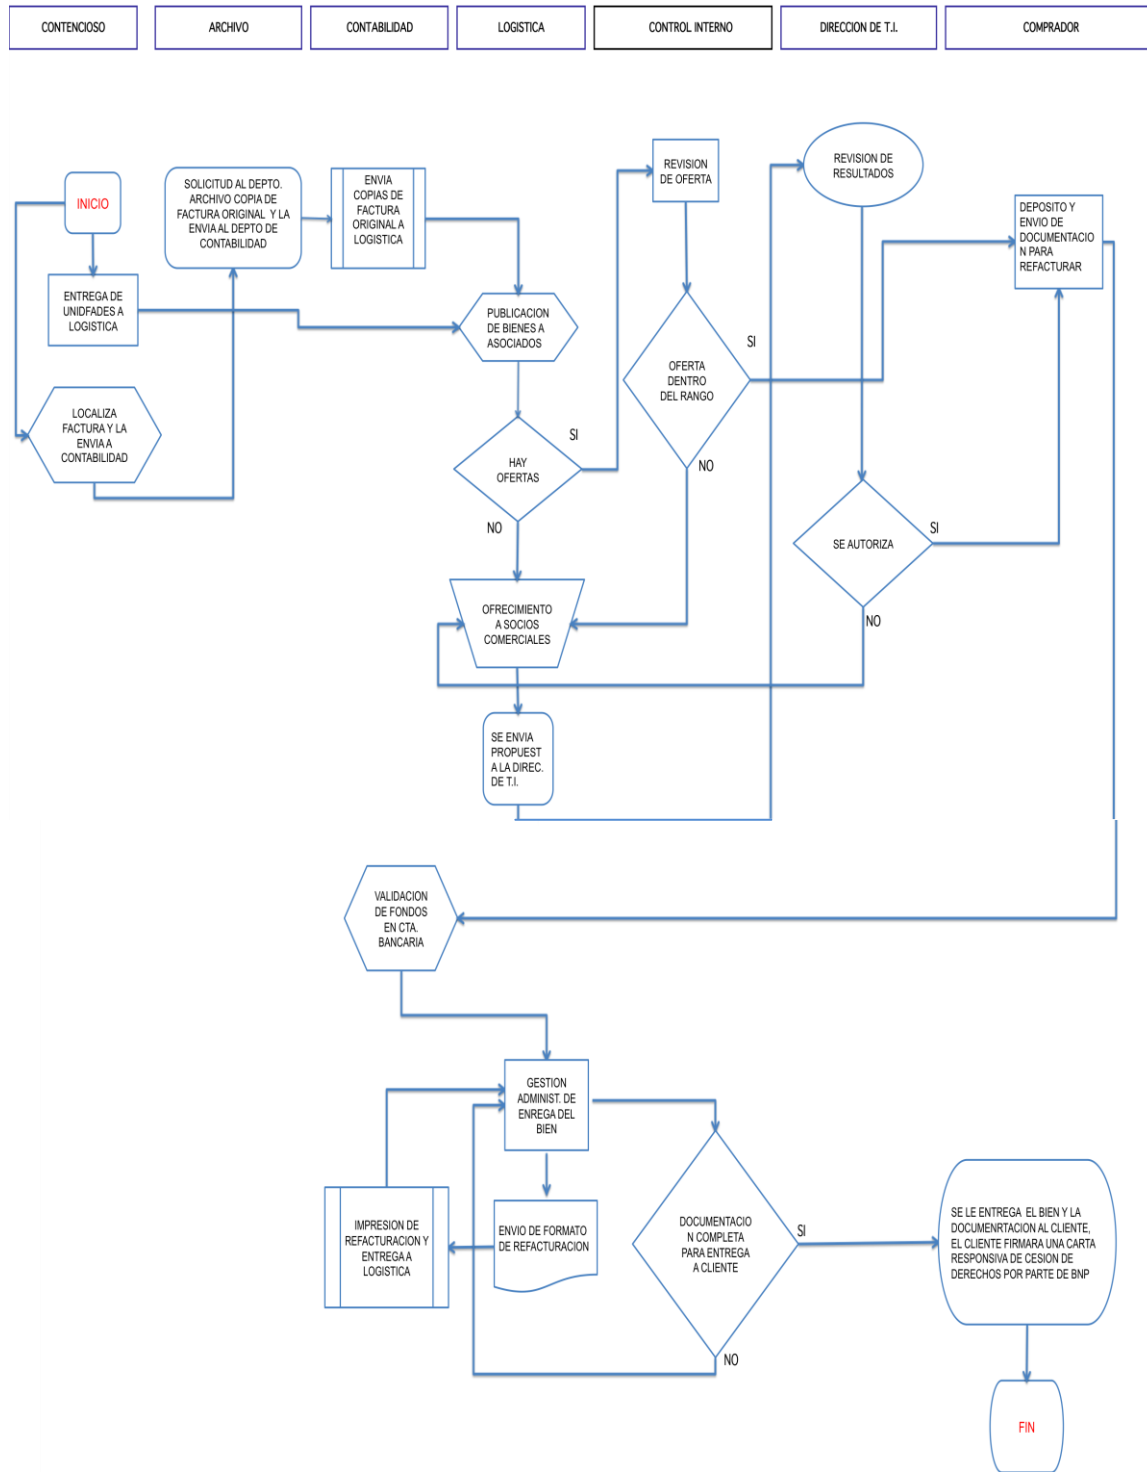 CONTENCIOSO
ARCHIVO
CONTABILIDAD
LOGISTICA
CONTROL INTERNO
DIRECCION DE T.I.
COMPRADOR
INICIO
SOLICITUD AL DEPTO.
ARCHIVO COPIA DE
FACTURA ORIGINAL Y LA
ENVIA AL DEPTO DE
CONTABILIDAD
ENVIA
COPIAS DE
FACTURA
ORIGINAL A
LOGISTICA
REVISION
DE OFERTA
REVISION DE
RESULTADOS
DEPOSITO Y
ENVIO DE
DOCUMENTACIO
N PARA
REFACTURAR
ENTREGA DE
UNIDFADES A
LOGISTICA
PUBLICACION
DE BIENES A
ASOCIADOS
OFERTA
DENTRO
DEL RANGO
SI
NO
LOCALIZA
FACTURA Y LA
ENVIA A
CONTABILIDAD
HAY
OFERTAS
SI
NO
SE AUTORIZA
SI
NO
OFRECIMIENTO
A SOCIOS
COMERCIALES
SE ENVIA
PROPUEST
A LA DIREC.
DE T.I.
VALIDACION
DE FONDOS
EN CTA.
BANCARIA
GESTION
ADMINIST. DE
ENREGA DEL
BIEN
IMPRESION DE
REFACTURACION Y
ENTREGA A
LOGISTICA
ENVIO DE FORMATO
DE REFACTURACION
DOCUMENTACIO
N COMPLETA
PARA ENTREGA
A CLIENTE
SI
NO
SE LE ENTREGA EL BIEN Y LA
DOCUMENRTACION AL CLIENTE,
EL CLIENTE FIRMARA UNA CARTA
RESPONSIVA DE CESION DE
DERECHOS POR PARTE DE BNP
FIN